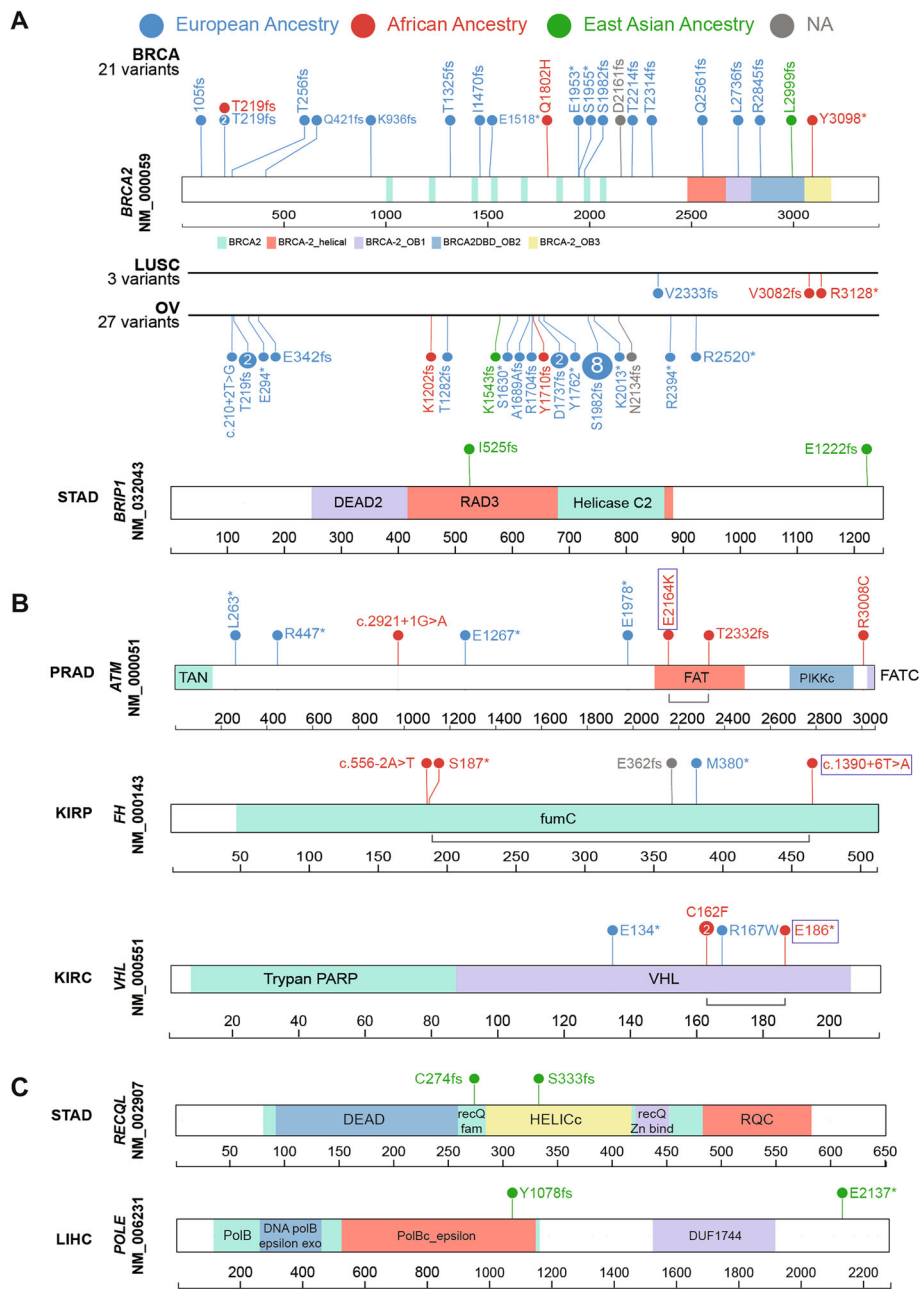 A
European Ancestry African Ancestry East Asian Ancestry NA
BRCA
21 variants
105fs
T219fs
2 T219fs
T256fs
Q421fs
K936fs
T1325fs
I1470fs
E1518*
Q1802H
E1953*
S1955*
S1982fs
D2161fs
T2214fs
T2314fs
Q2561fs
L2736fs
R2845fs
L2999fs
Y3098*
BRCA2
NM_000059
500 1000 1500 2000 2500 3000
BRCA2 BRCA-2_helical BRCA-2_OB1 BRCA2DBD_OB2 BRCA-2_OB3
LUSC
3 variants
V2333fs V3082fs R3128*
OV
27 variants
c.210+2T>G
2
T219fs
E294*
E342fs
K1202fs
T1282fs
K1543fs
S1630*
A1689Afs
R1704fs
Y1710fs
2
D1737fs
Y1762*
8
S1982fs
K2013*
N2134fs
R2394*
R2520*
STAD
BRIP1
NM_032043
I525fs E1222fs
DEAD2 RAD3 Helicase C2
100 200 300 400 500 600 700 800 900 1000 1100 1200
B
PRAD
ATM
NM_000051
L263*
R447*
c.2921+1G>A
E1267*
E1978*
E2164K
T2332fs
R3008C
TAN FAT PIKKc FATC
200 400 600 800 1000 1200 1400 1600 1800 2000 2200 2400 2600 2800 3000
KIRP
FH
NM_000143
c.556-2A>T S187* E362fs M380* c.1390+6T>A
fumC
50 100 150 200 250 300 350 400 450 500
KIRC
VHL
NM_000551
C162F
E134* 2 R167W E186*
Trypan PARP VHL
20 40 60 80 100 120 140 160 180 200
C
STAD
RECQL
NM_002907
C274fs S333fs
DEAD
recQ
fam
HELICc
recQ
Zn bind
RQC
50 100 150 200 250 300 350 400 450 500 550 600 650
LIHC
POLE
NM_006231
Y1078fs E2137*
PolB
DNA polB
epsilon exo
PolBc_epsilon
DUF1744
200 400 600 800 1000 1200 1400 1600 1800 2000 2200